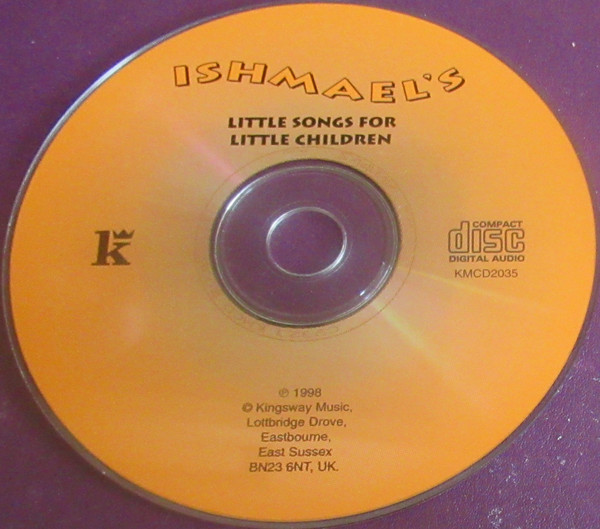 ISHMAEL'S
LITTLE SONGS FOR
LITTLE CHILDREN
k
COMPACT
disc
DIGITAL AUDIO
KMCD2035
℗ 1998
© Kingsway Music,
Lottbridge Drove,
Eastbourne,
East Sussex
BN23 6NT, UK.